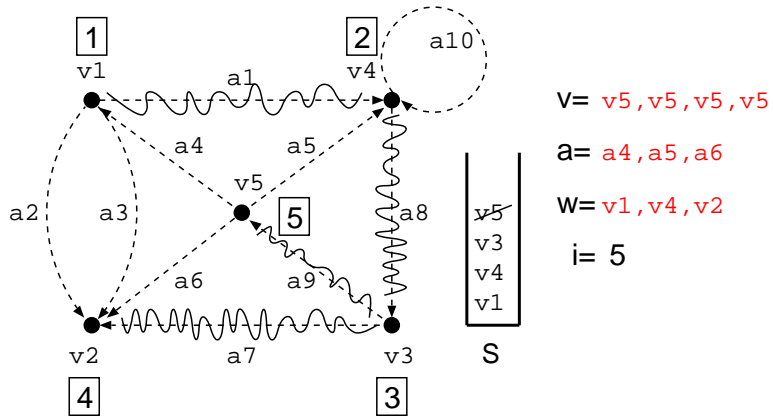 1
2
v1
v4
a10
a1
a4
a5
v5
a2
a3
5
a8
a6
a9
v2
a7
v3
4
3
v5
v3
v4
v1
S
v= v5,v5,v5,v5
a= a4,a5,a6
w= v1,v4,v2
i= 5